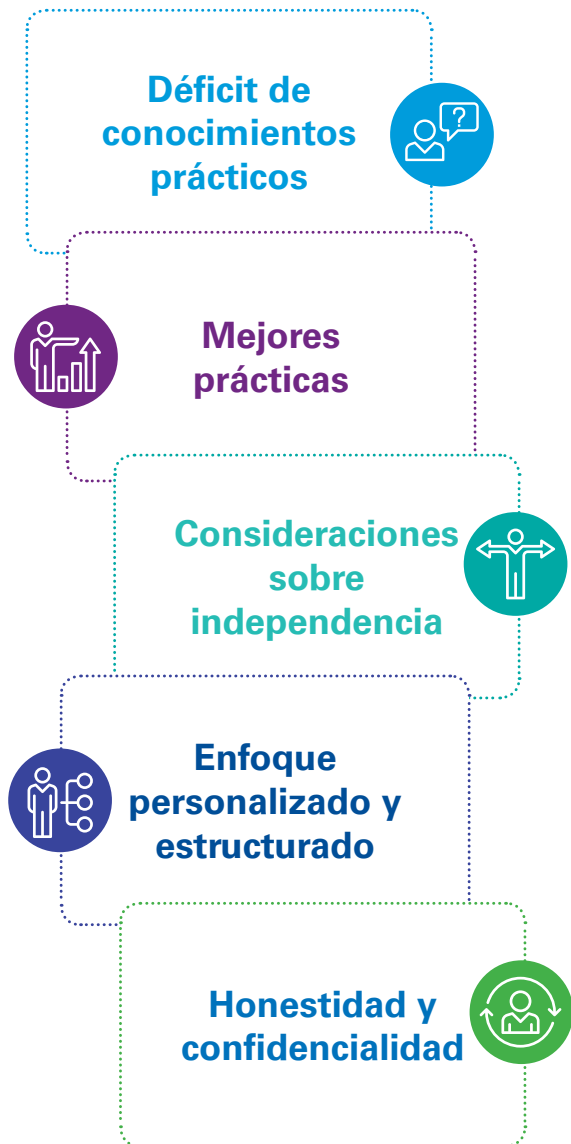 Déficit de
conocimientos
prácticos
?
Mejores
prácticas
Consideraciones
sobre
independencia
Enfoque
personalizado y
estructurado
Honestidad y
confidencialidad